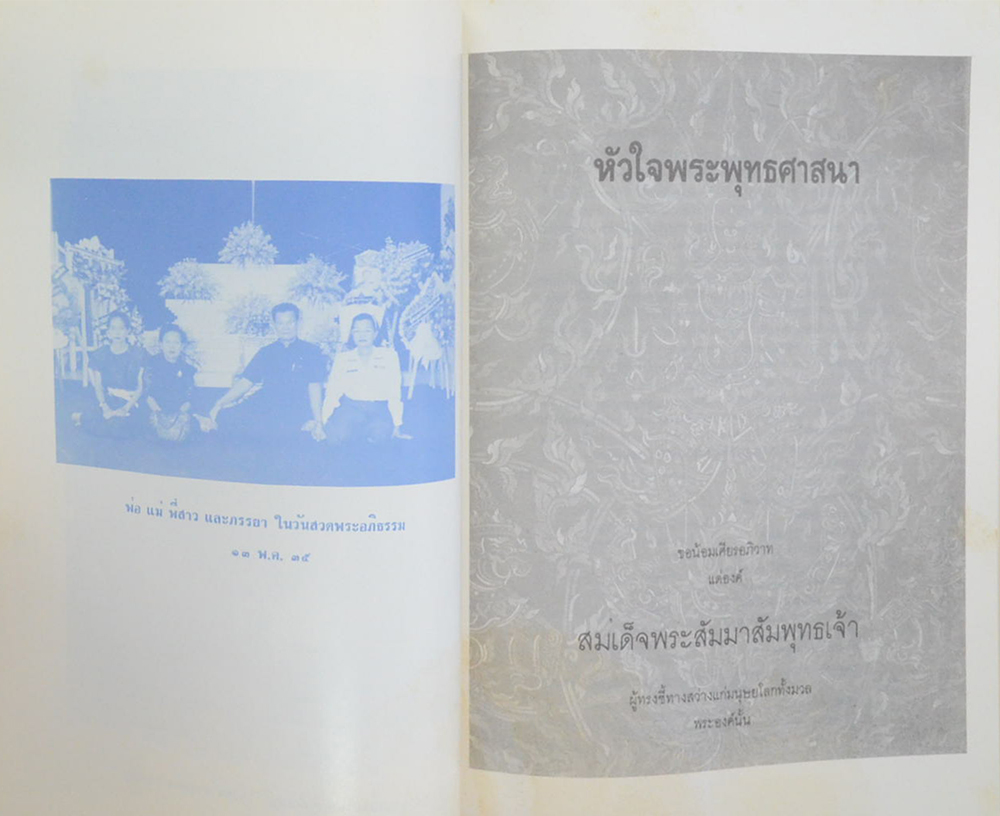 พ่อ แม่ พี่สาว และภรรยา ในวันสวดพระอภิธรรม
๑๓ พ.ค. ๓๕
หัวใจพระพุทธศาสนา
ขอน้อมเศียรอภิวาท
แด่องค์
สมเด็จพระสัมมาสัมพุทธเจ้า
ผู้ทรงชี้ทางสว่างแก่มนุษยโลกทั้งมวล
พระองค์นั้น